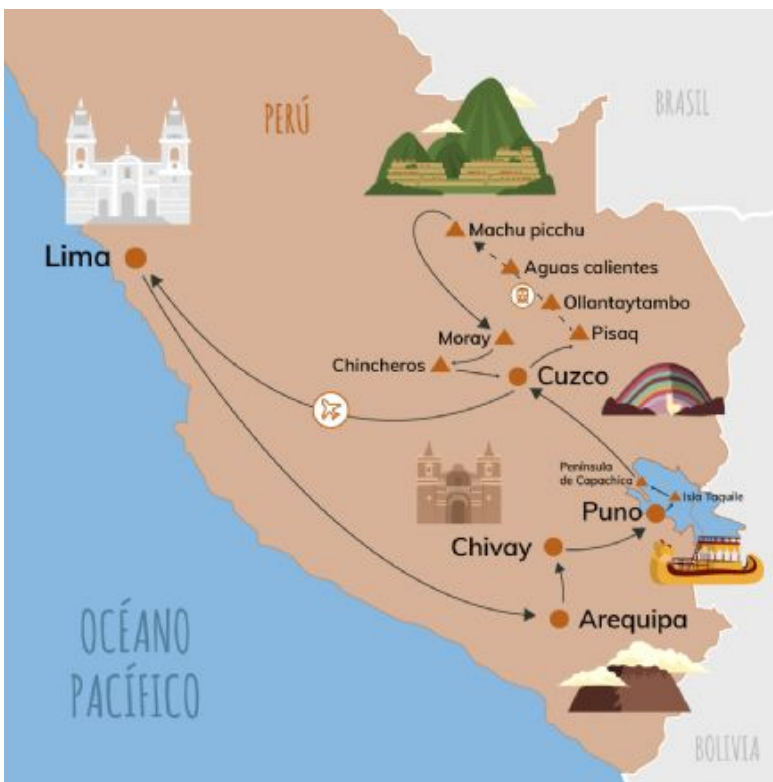 PERÚ
BRASIL
Machu picchu
Lima
Aguas calientes
Ollantaytambo
Pisaq
Moray
Chincheros
Cuzco
Península
de Capachica
Isla Taquile
Puno
Chivay
Arequipa
OCÉANO
PACÍFICO
BOLIVIA